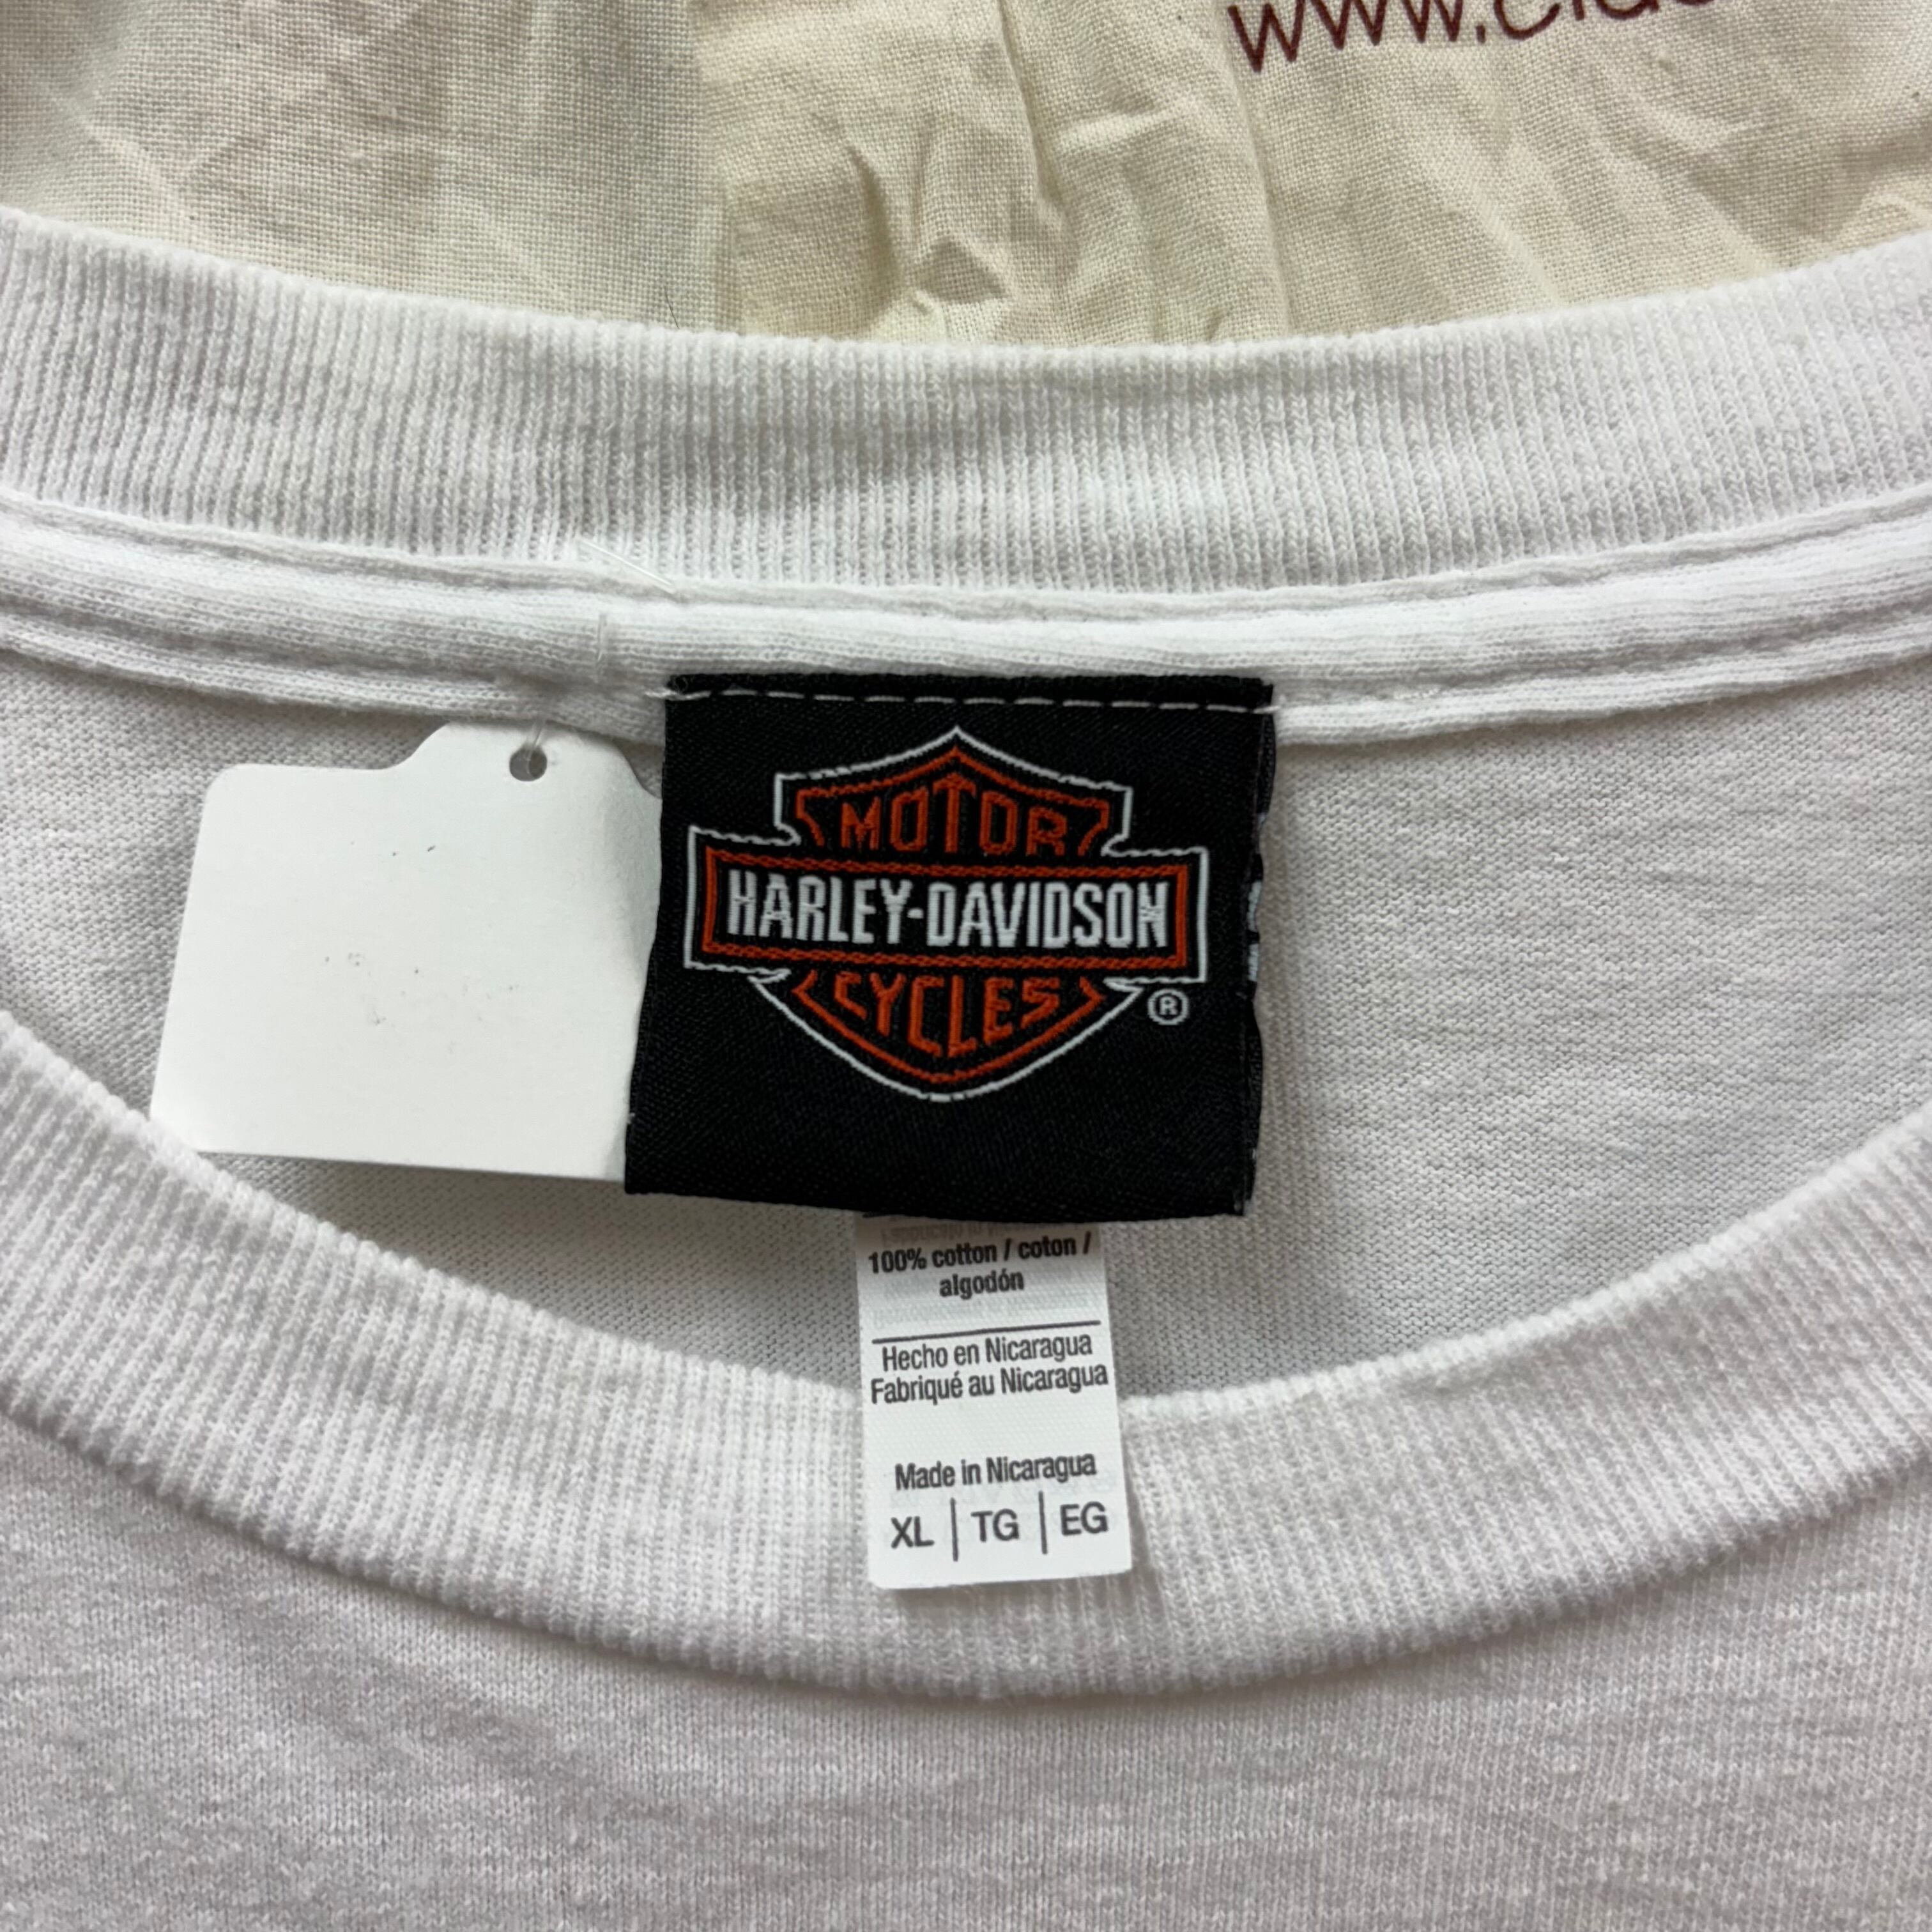 MOTOR
HARLEY-DAVIDSON
CYCLES
®
100% cotton / coton /
algodón
Hecho en Nicaragua
Fabriqué au Nicaragua
Made in Nicaragua
XL | TG | EG